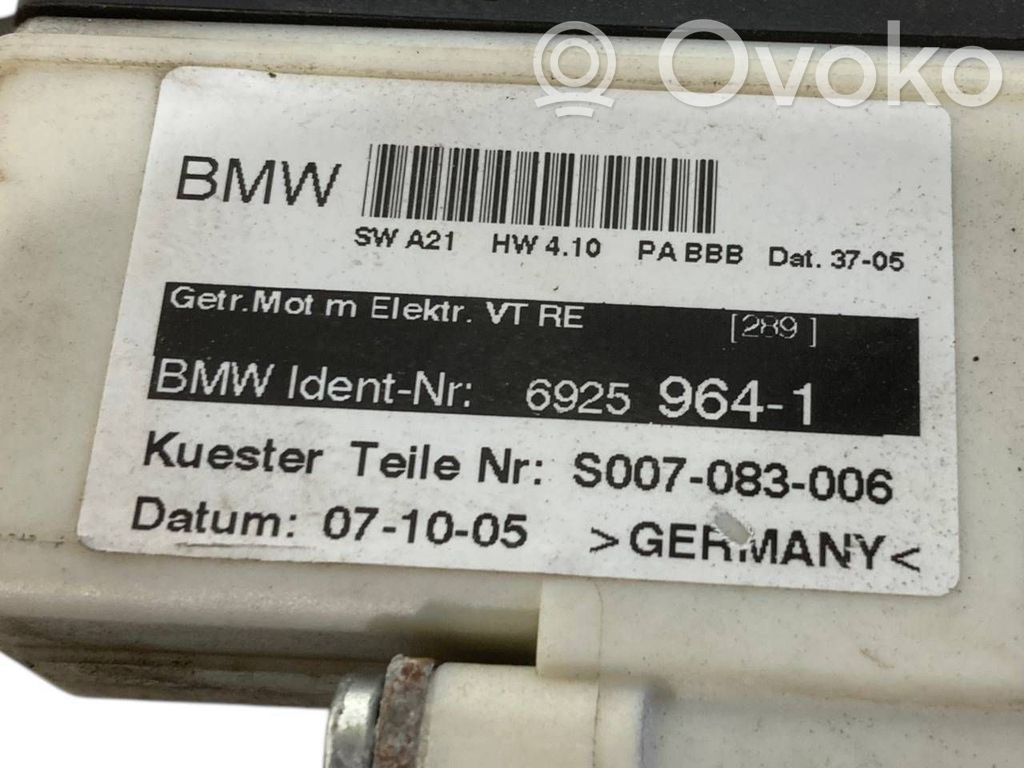 Ovoko
BMW
SW A21 HW 4.10 PA BBB Dat. 37-05
Getr.Mot m Elektr. VT RE [289]
BMW Ident-Nr: 6925 964-1
Kuester Teile Nr: S007-083-006
Datum: 07-10-05 >GERMANY<